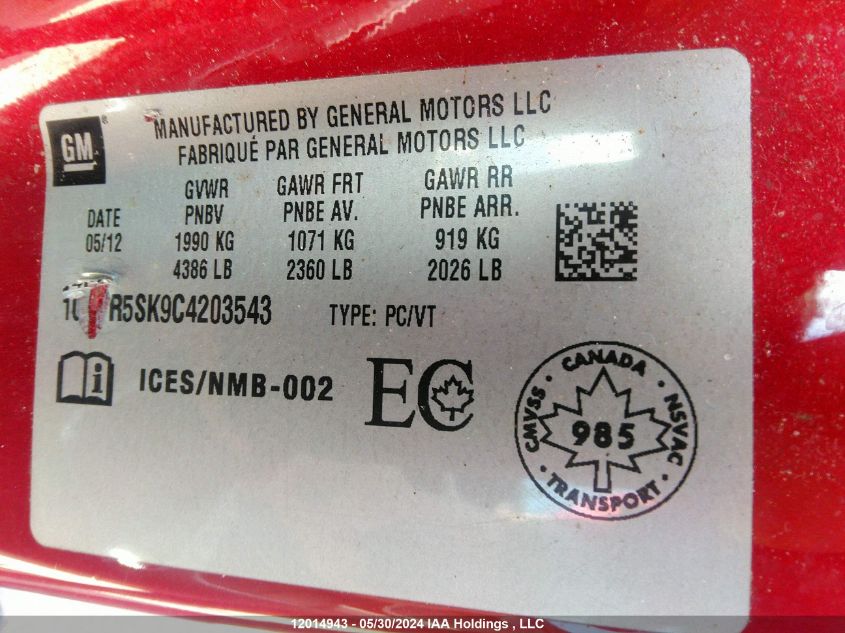 GM
MANUFACTURED BY GENERAL MOTORS LLC
FABRIQUÉ PAR GENERAL MOTORS LLC
DATE
05/12
GVWR
PNBV
1990 KG
4386 LB
GAWR FRT
PNBE AV.
1071 KG
2360 LB
GAWR RR
PNBE ARR.
919 KG
2026 LB
R5SK9C4203543
TYPE: PC/VT
i
ICES/NMB-002
EC
CMVSS · CANADA · NSVAC
985
· TRANSPORT ·
12014943 - 05/30/2024 IAA Holdings , LLC